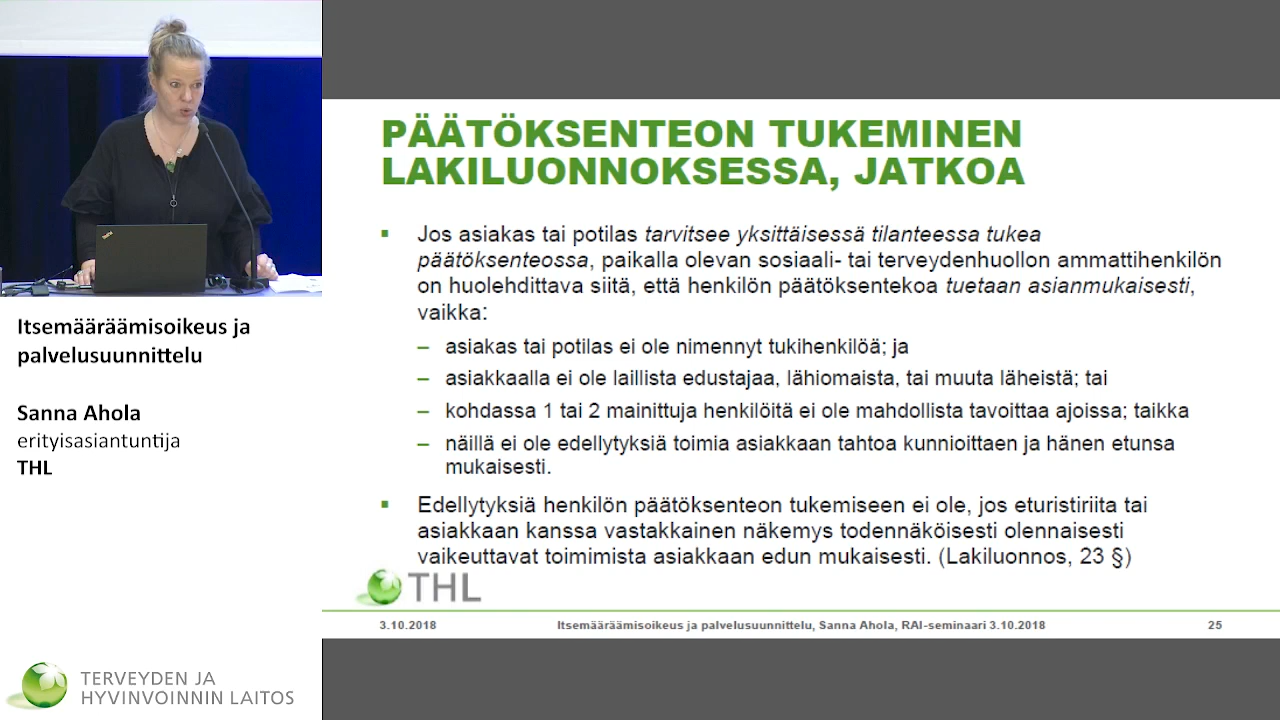 Itsemääräämisoikeus ja
palvelusuunnittelu
Sanna Ahola
erityisasiantuntija
THL
TERVEYDEN JA
HYVINVOINNIN LAITOS
PÄÄTÖKSENTEON TUKEMINEN
LAKILUONNOKSESSA, JATKOA
▪ Jos asiakas tai potilas tarvitsee yksittäisessä tilanteessa tukea
päätöksenteossa, paikalla olevan sosiaali- tai terveydenhuollon ammattihenkilön
on huolehdittava siitä, että henkilön päätöksentekoa tuetaan asianmukaisesti,
vaikka:
– asiakas tai potilas ei ole nimennyt tukihenkilöä; ja
– asiakkaalla ei ole laillista edustajaa, lähiomaista, tai muuta läheistä; tai
– kohdassa 1 tai 2 mainittuja henkilöitä ei ole mahdollista tavoittaa ajoissa; taikka
– näillä ei ole edellytyksiä toimia asiakkaan tahtoa kunnioittaen ja hänen etunsa
mukaisesti.
▪ Edellytyksiä henkilön päätöksenteon tukemiseen ei ole, jos eturistiriita tai
asiakkaan kanssa vastakkainen näkemys todennäköisesti olennaisesti
vaikeuttavat toimimista asiakkaan edun mukaisesti. (Lakiluonnos, 23 §)
THL
3.10.2018 Itsemääräämisoikeus ja palvelusuunnittelu, Sanna Ahola, RAI-seminaari 3.10.2018 25